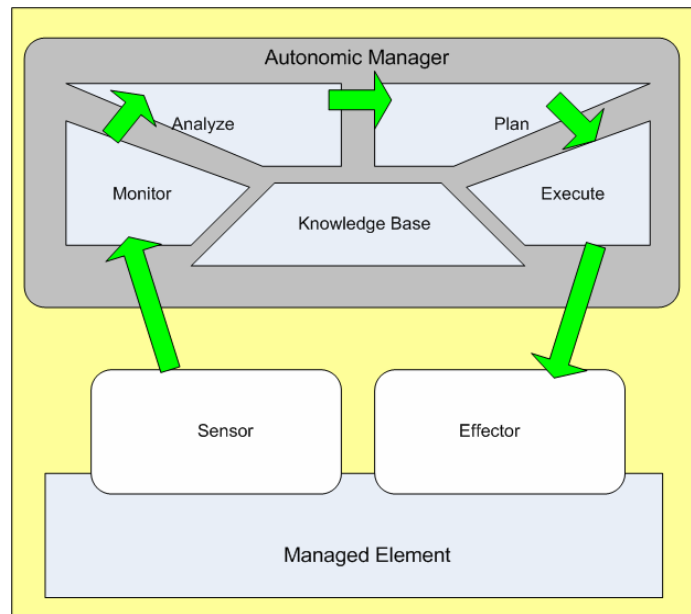 Autonomic Manager
Analyze
Plan
Monitor
Execute
Knowledge Base
Sensor
Effector
Managed Element